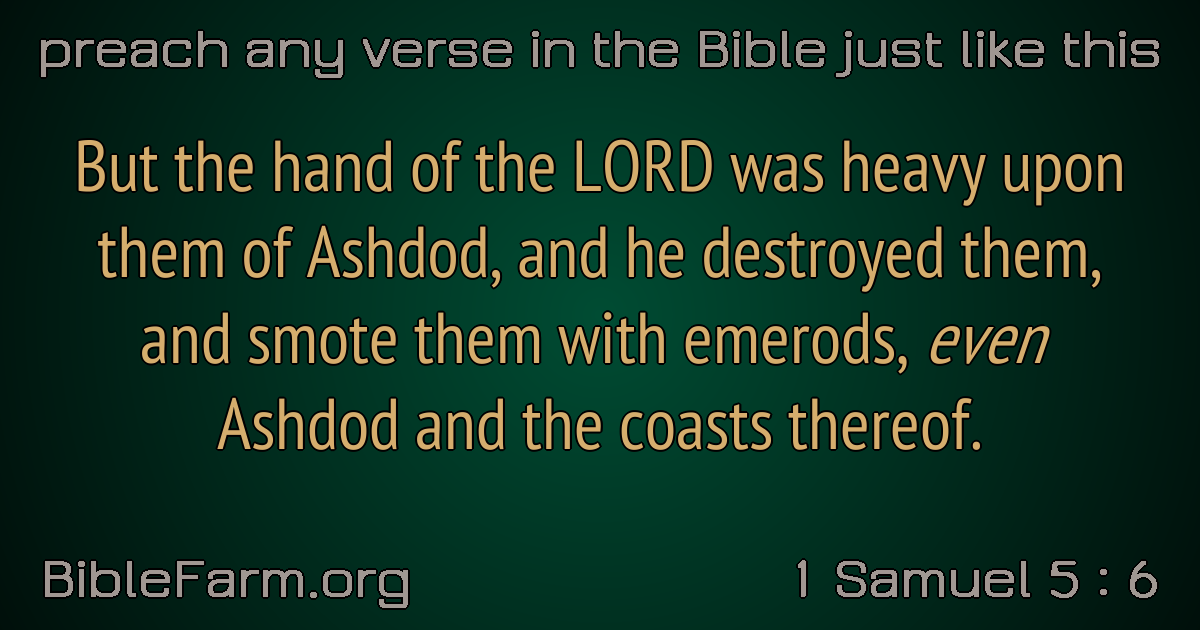 preach any verse in the Bible just like this
But the hand of the LORD was heavy upon
them of Ashdod, and he destroyed them,
and smote them with emerods, even
Ashdod and the coasts thereof.
BibleFarm.org
1 Samuel 5 : 6